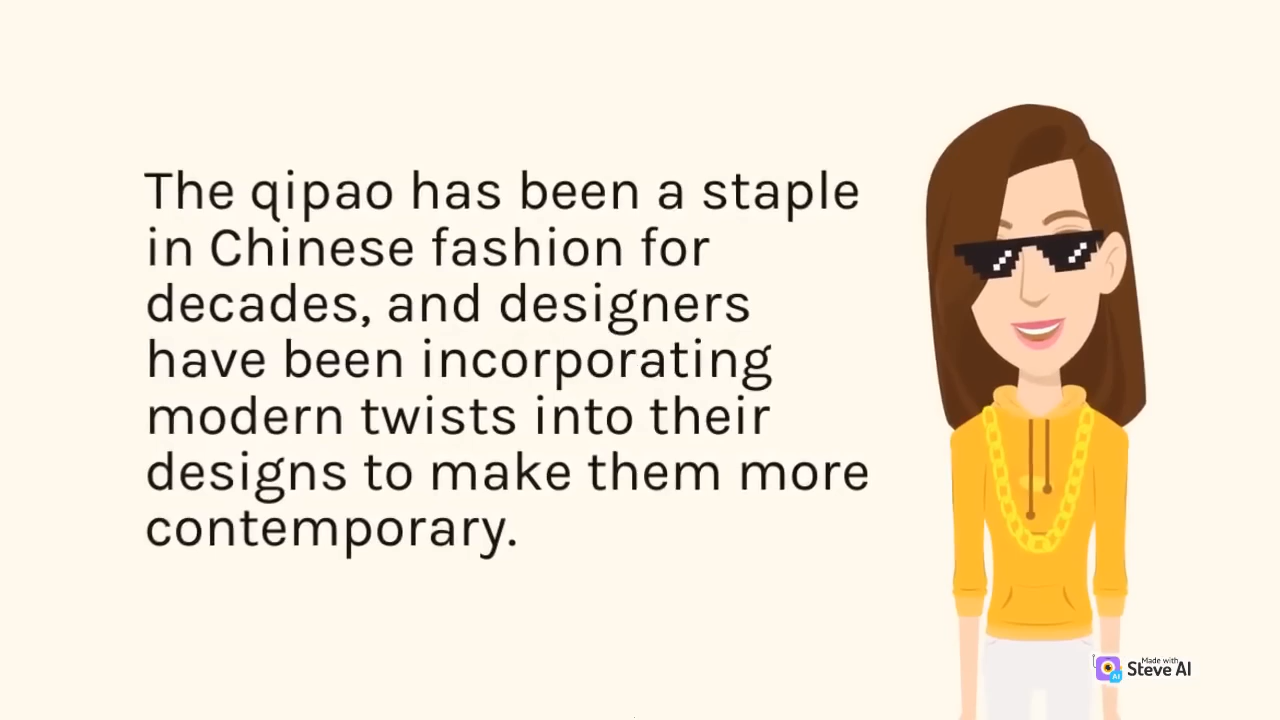 The qipao has been a staple
in Chinese fashion for
decades, and designers
have been incorporating
modern twists into their
designs to make them more
contemporary.
Made with
Steve AI
AI